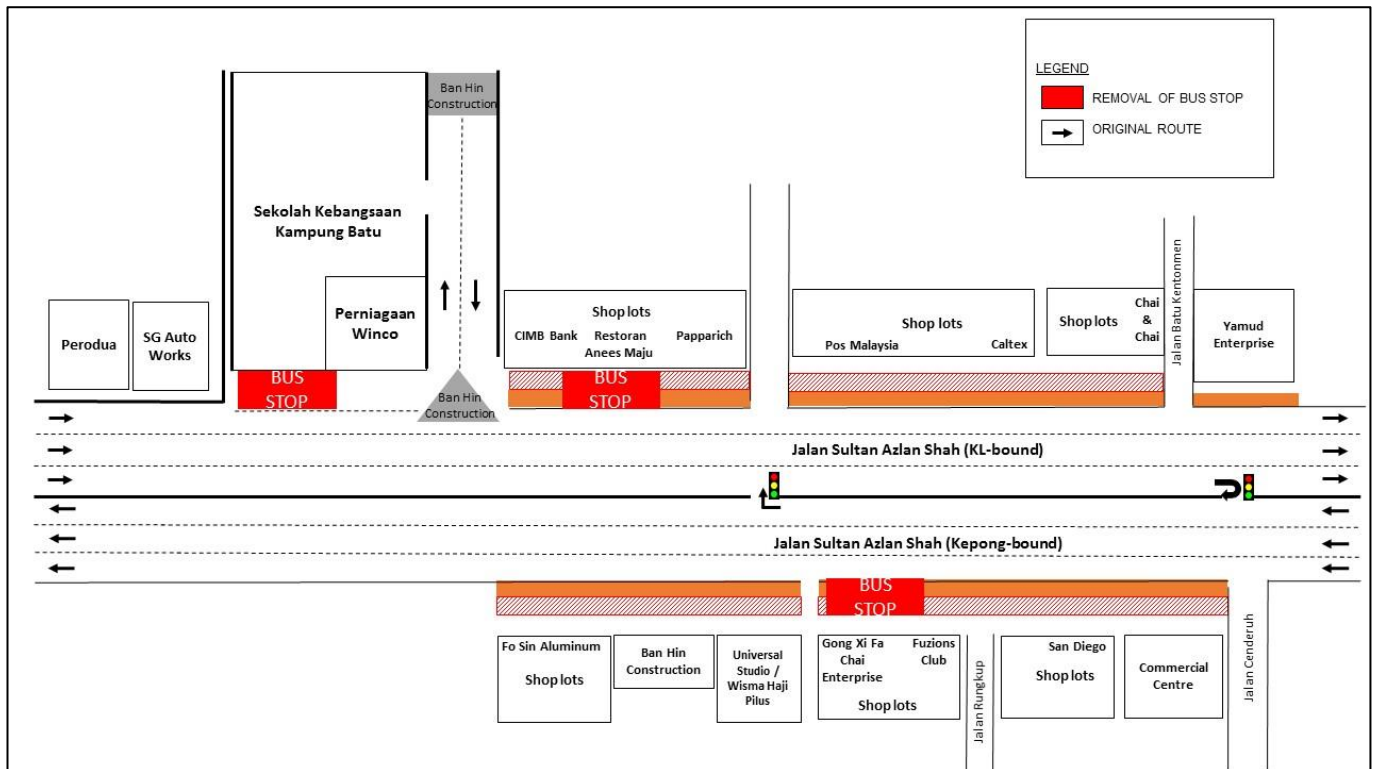 LEGEND
REMOVAL OF BUS STOP
ORIGINAL ROUTE
Ban Hin
Construction
Sekolah Kebangsaan
Kampung Batu
Perniagaan
Winco
Perodua
SG Auto
Works
Shop lots
CIMB Bank
Restoran
Anees Maju
Papparich
Shop lots
Pos Malaysia
Caltex
Shop lots
Chai
&
Chai
Jalan Batu Kentonmen
Yamud
Enterprise
BUS
STOP
Ban Hin
Construction
BUS
STOP
Jalan Sultan Azlan Shah (KL-bound)
Jalan Sultan Azlan Shah (Kepong-bound)
BUS
STOP
Fo Sin Aluminum
Shop lots
Ban Hin
Construction
Universal
Studio /
Wisma Haji
Pilus
Gong Xi Fa
Chai
Enterprise
Fuzions
Club
Shop lots
Jalan Rungkup
San Diego
Shop lots
Commercial
Centre
Jalan Cenderuh